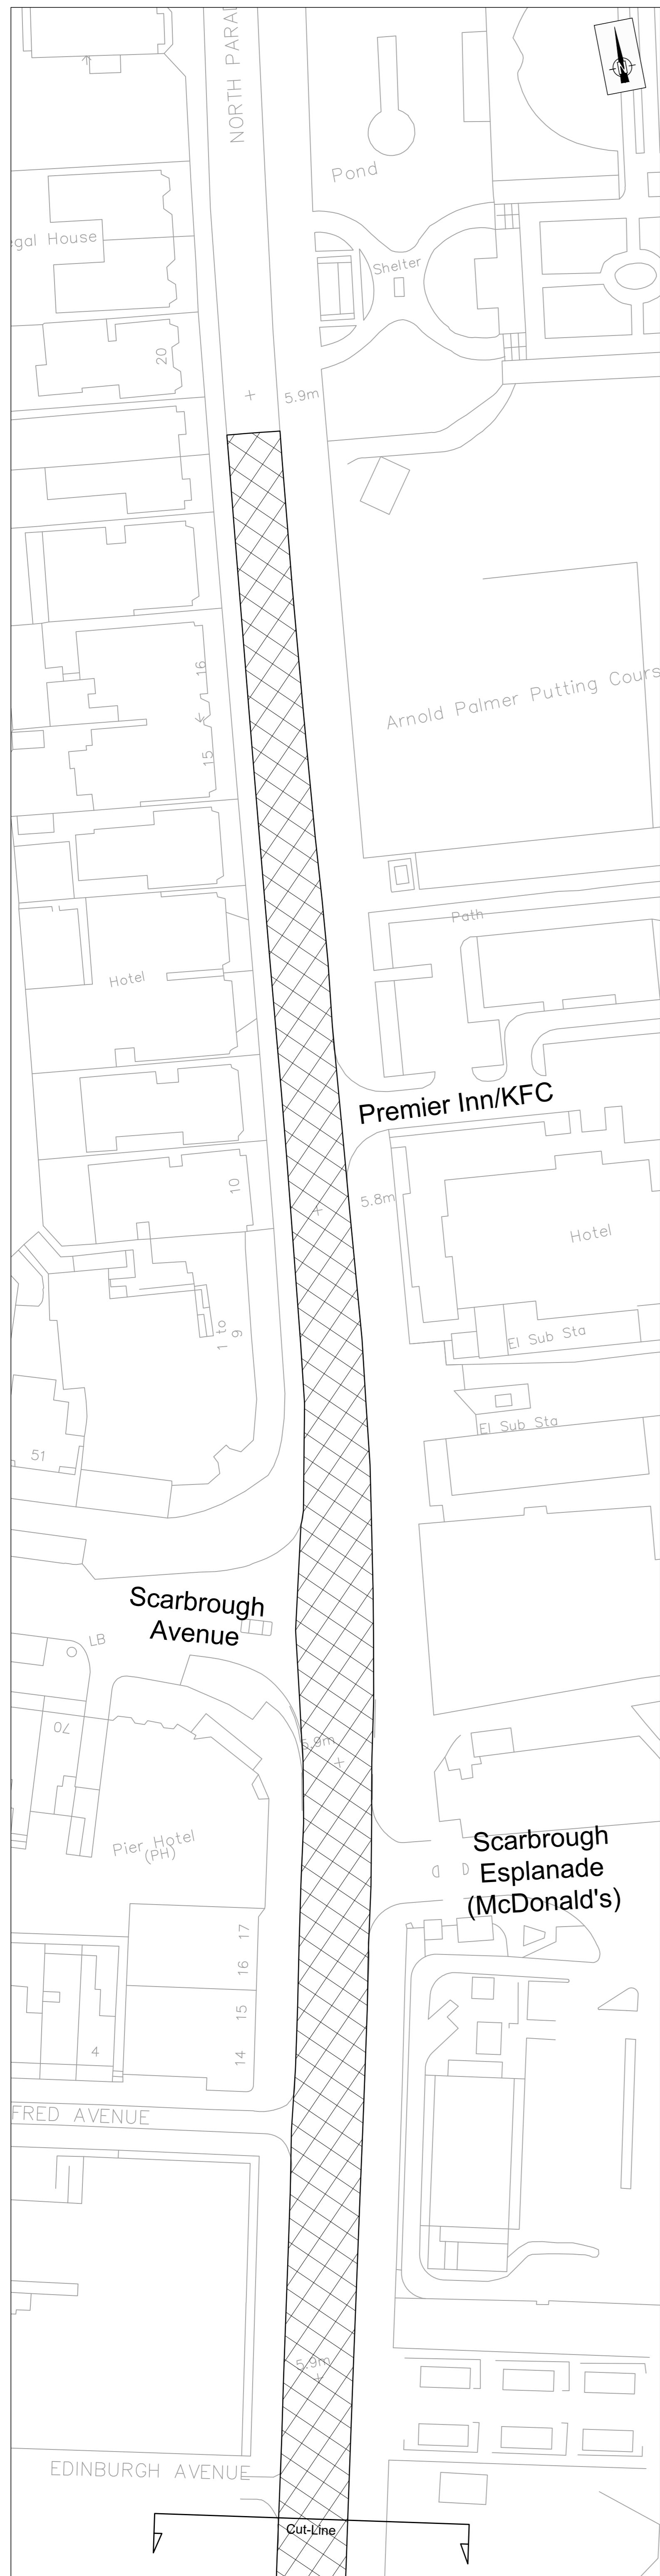 NORTH PARAD
N
Pond
gal House
Shelter
20
5.9m
16
Arnold Palmer Putting Cours
15
Path
Hotel
Premier Inn/KFC
10
5.8m
Hotel
1 to 9
El Sub Sta
El Sub Sta
51
Scarbrough
Avenue
LB
70
5.9m
Pier Hotel
(PH)
Scarbrough
Esplanade
(McDonald's)
17
16
15
4
14
FRED AVENUE
5.9m
EDINBURGH AVENUE
Cut-Line